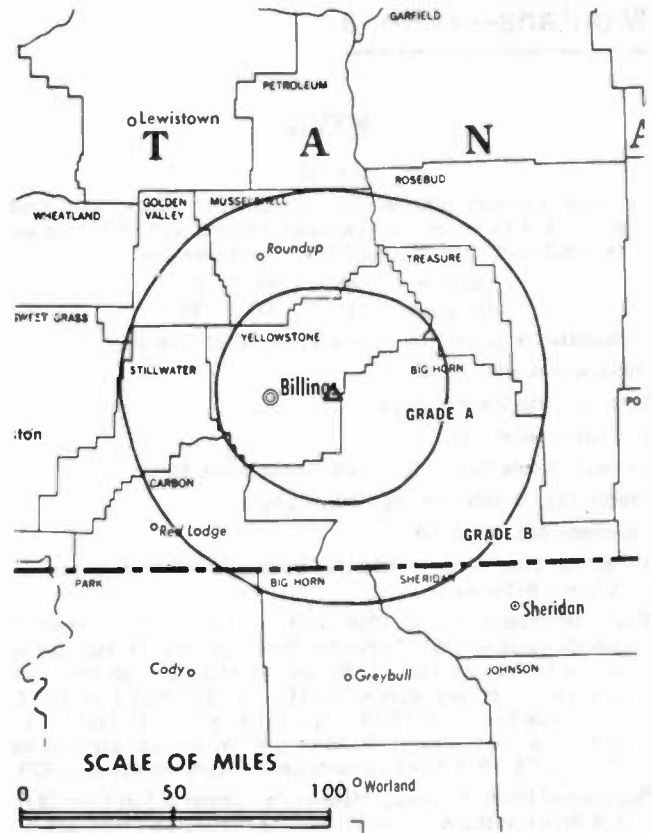 GARFIELD
PETROLEUM
Lewistown
T A N A
ROSEBUD
WHEATLAND
GOLDEN VALLEY
MUSSELSHELL
Roundup
TREASURE
SWEET GRASS
YELLOWSTONE
STILLWATER
BIG HORN
Billings
GRADE A
PO
ston
CARBON
Red Lodge
GRADE B
PARK
BIG HORN
SHERIDAN
Sheridan
Cody
Greybull
JOHNSON
SCALE OF MILES
Worland
0 50 100